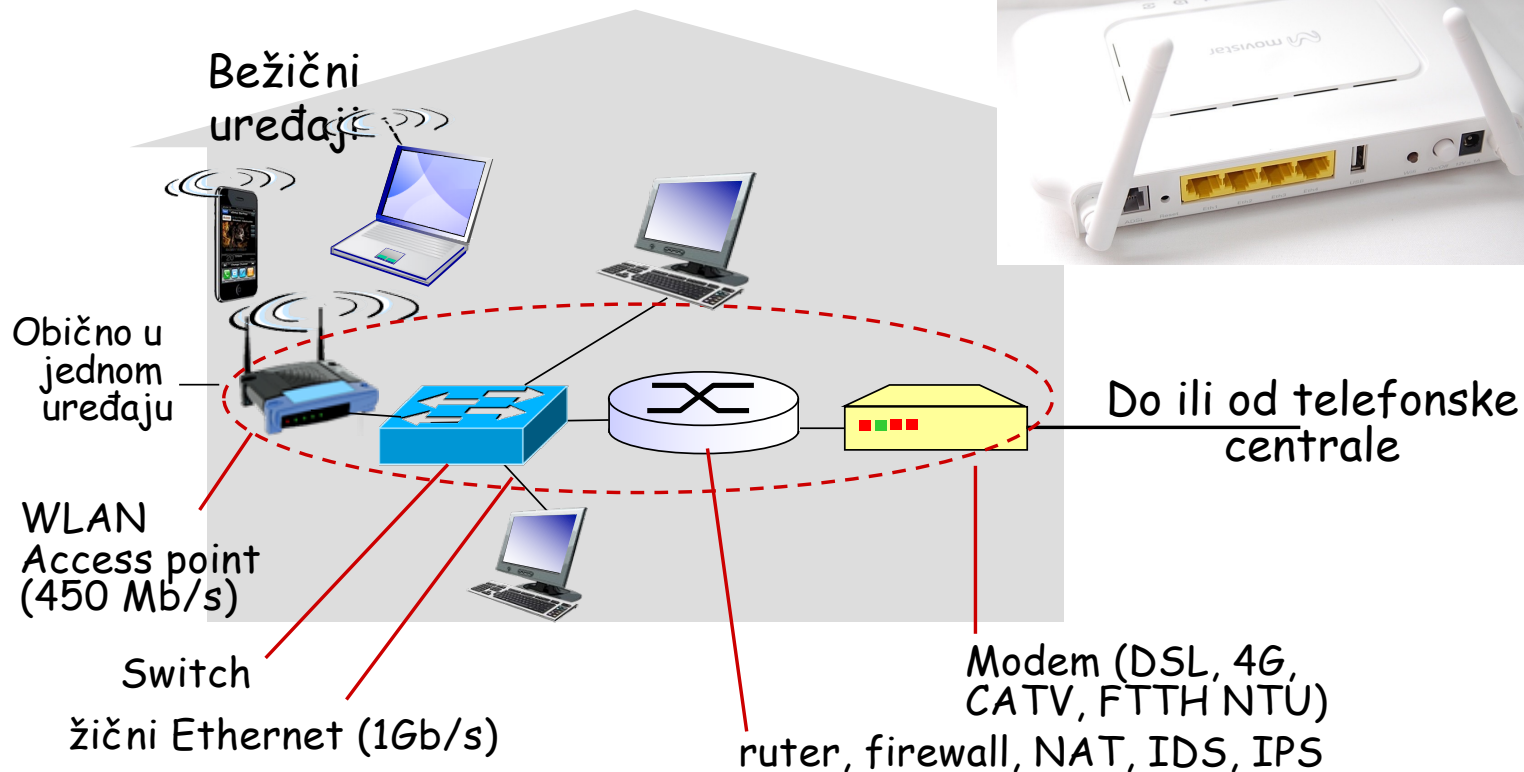 Bežični
uređaji
movistar
Obično u
jednom
uređaju
Do ili od telefonske
centrale
WLAN
Access point
(450 Mb/s)
Switch
žični Ethernet (1Gb/s)
Modem (DSL, 4G,
CATV, FTTH NTU)
ruter, firewall, NAT, IDS, IPS